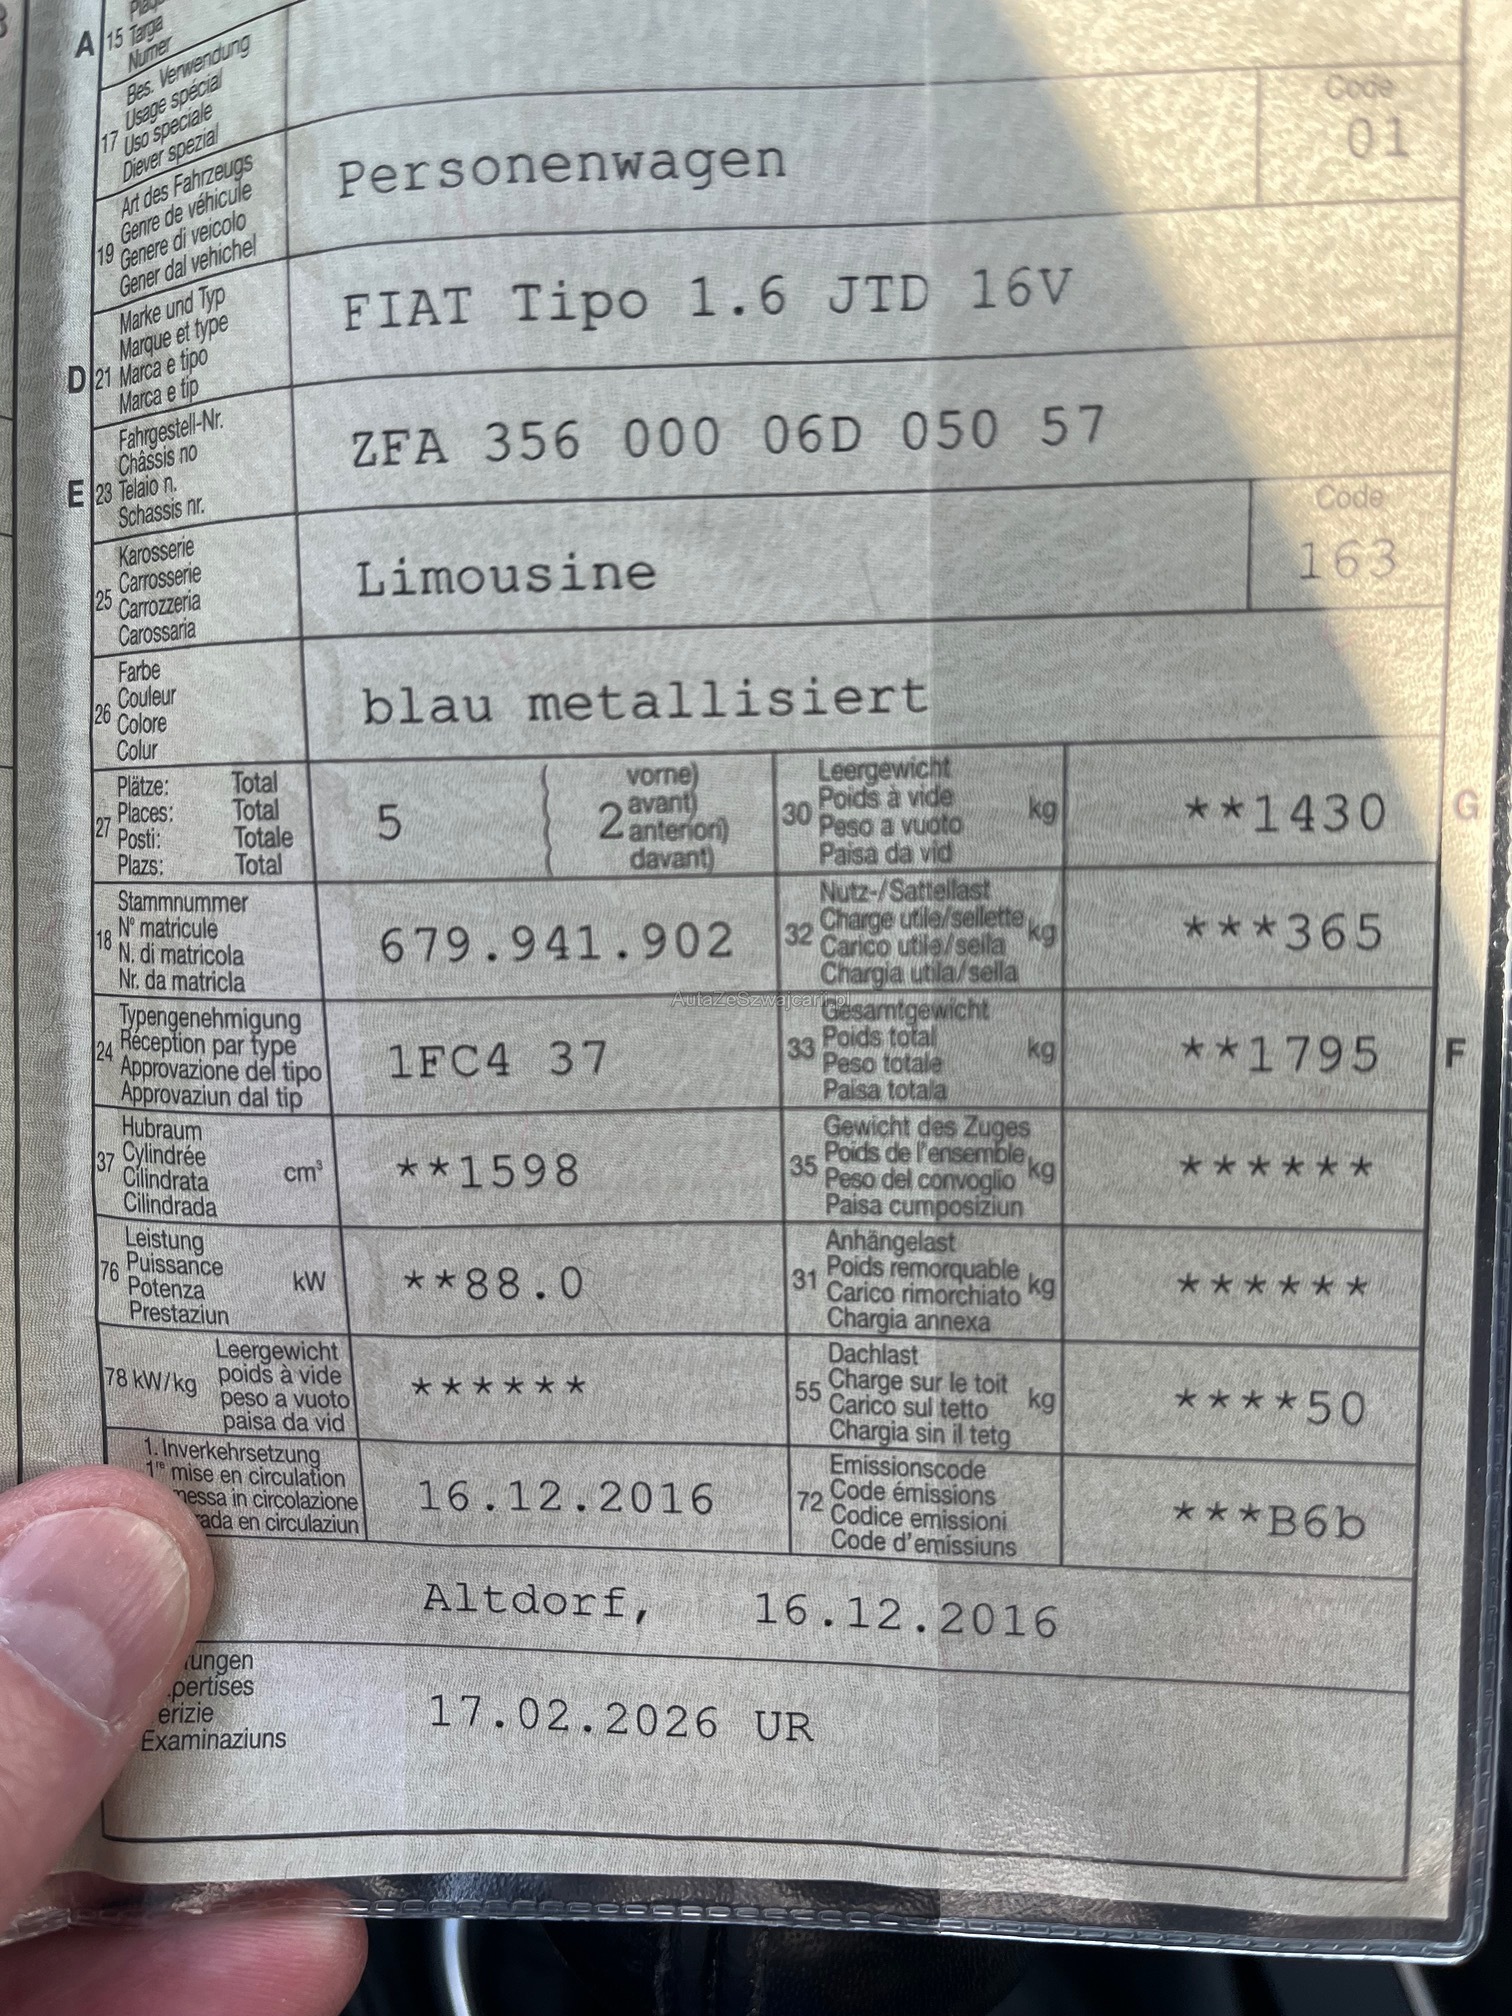 A 15 Targa
Numer
Bes. Verwendung
Usage spécial
17 Uso speciale
Diever spezial
Art des Fahrzeugs
Genre de véhicule
19 Genere di veicolo
Gener dal vehichel
Personenwagen
Code
01
Marke und Typ
Marque et type
D 21 Marca e tipo
Marca e tip
FIAT Tipo 1.6 JTD 16V
Fahrgestell-Nr.
Châssis no
E 23 Telaio n.
Schassis nr.
ZFA 356 000 06D 050 57
Karosserie
Carrosserie
25 Carrozzeria
Carossaria
Limousine
Code
163
Farbe
Couleur
26 Colore
Colur
blau metallisiert
Plätze: Total
Places: Total
27 Posti: Totale
Plazs: Total
5
vorne)
2 avant)
anteriori)
davant)
Leergewicht
30 Poids à vide kg
Peso a vuoto
Paisa da vid
**1430 G
Stammnummer
18 N° matricule
N. di matricola
Nr. da matricla
679.941.902
Nutz-/Sattellast
32 Charge utile/sellette kg
Carico utile/sella
Chargia utila/sella
***365
AutaZeSzwajcarii.pl
Typengenehmigung
24 Réception par type
Approvazione del tipo
Approvaziun dal tip
1FC4 37
Gesamtgewicht
33 Poids total kg
Peso totale
Paisa totala
**1795 F
Hubraum
37 Cylindrée cm³
Cilindrata
Cilindrada
**1598
Gewicht des Zuges
35 Poids de l'ensemble kg
Peso del convoglio
Paisa cumposiziun
******
Leistung
76 Puissance kW
Potenza
Prestaziun
**88.0
Anhängelast
31 Poids remorquable kg
Carico rimorchiato
Chargia annexa
******
Leergewicht
78 kW/kg poids à vide
peso a vuoto
paisa da vid
******
Dachlast
55 Charge sur le toit kg
Carico sul tetto
Chargia sin il tetg
****50
1. Inverkehrsetzung
1re mise en circulation
messa in circolazione
rada en circulaziun
16.12.2016
Emissionscode
72 Code émissions
Codice emissioni
Code d'emissiuns
***B6b
Altdorf, 16.12.2016
ungen
pertises
erizie
Examinaziuns
17.02.2026 UR